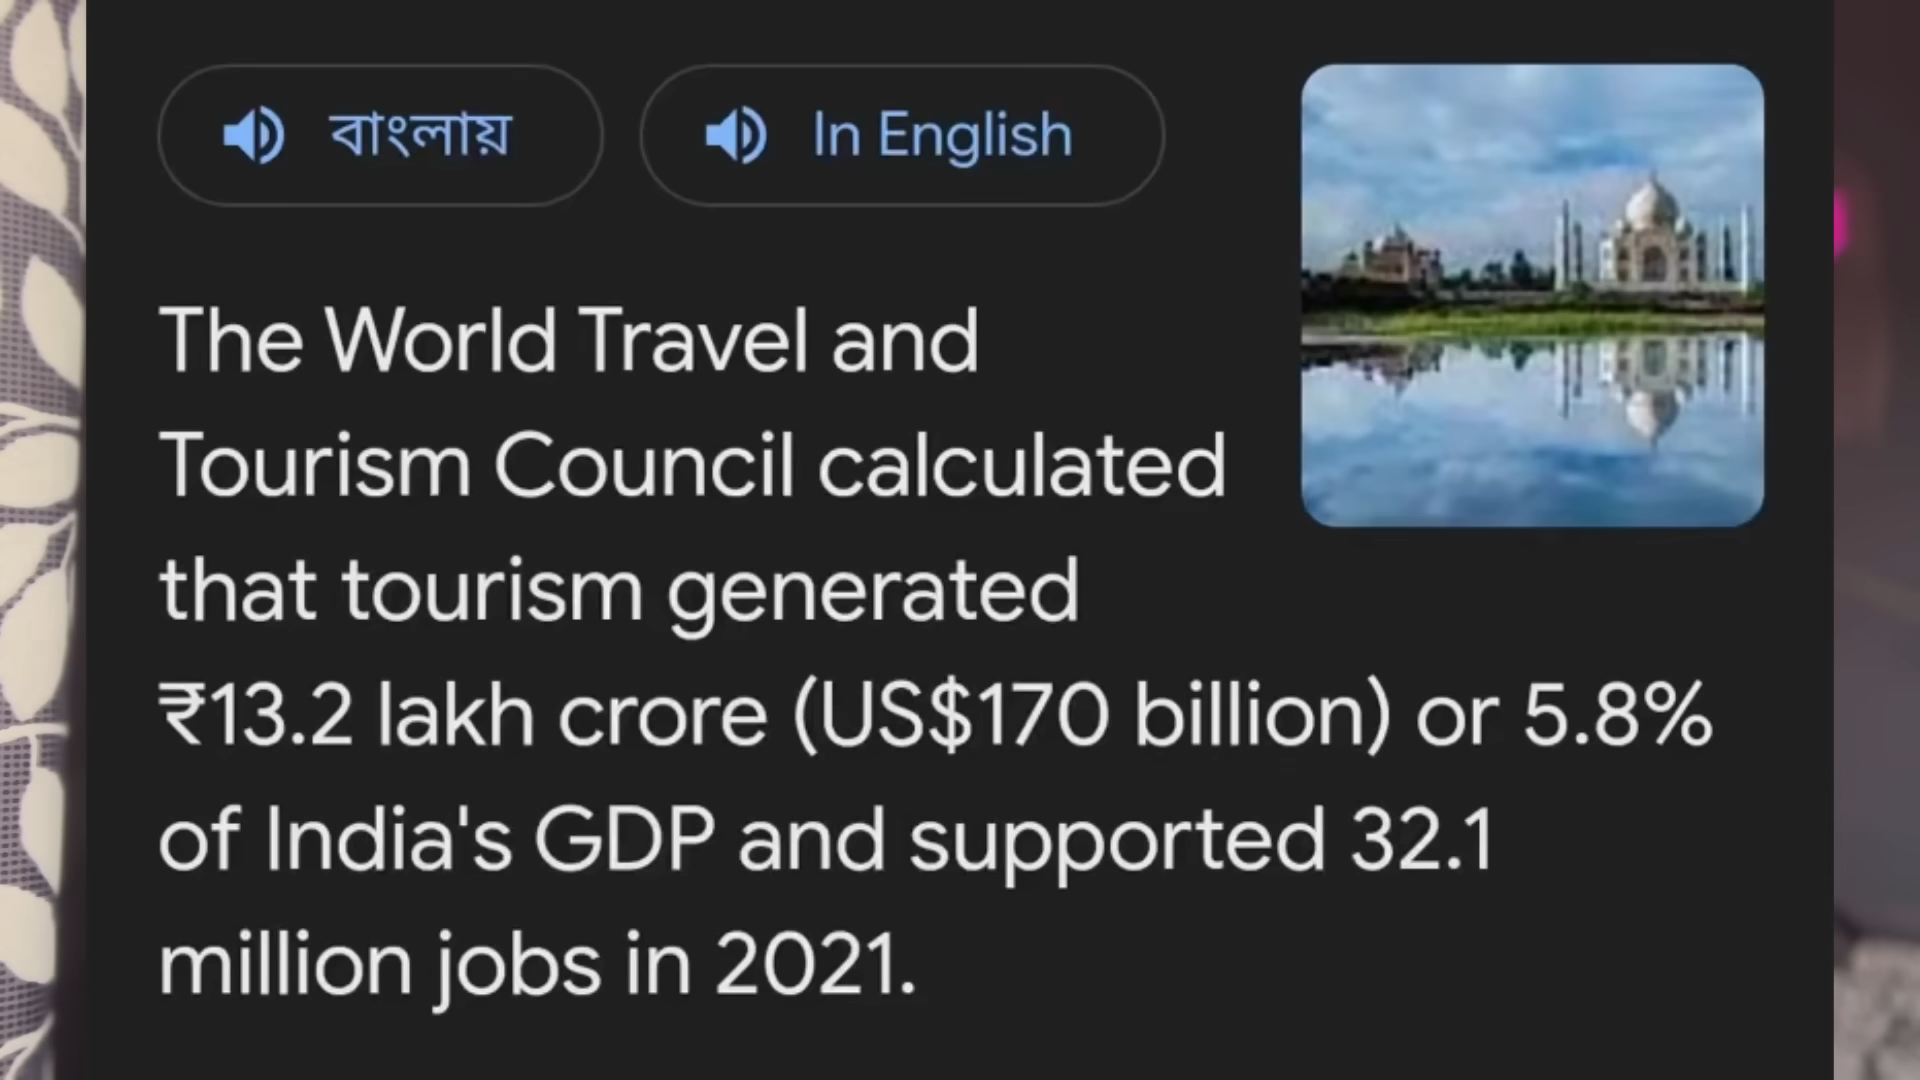 বাংলায়
In English
The World Travel and
Tourism Council calculated
that tourism generated
₹13.2 lakh crore (US$170 billion) or 5.8%
of India's GDP and supported 32.1
million jobs in 2021.